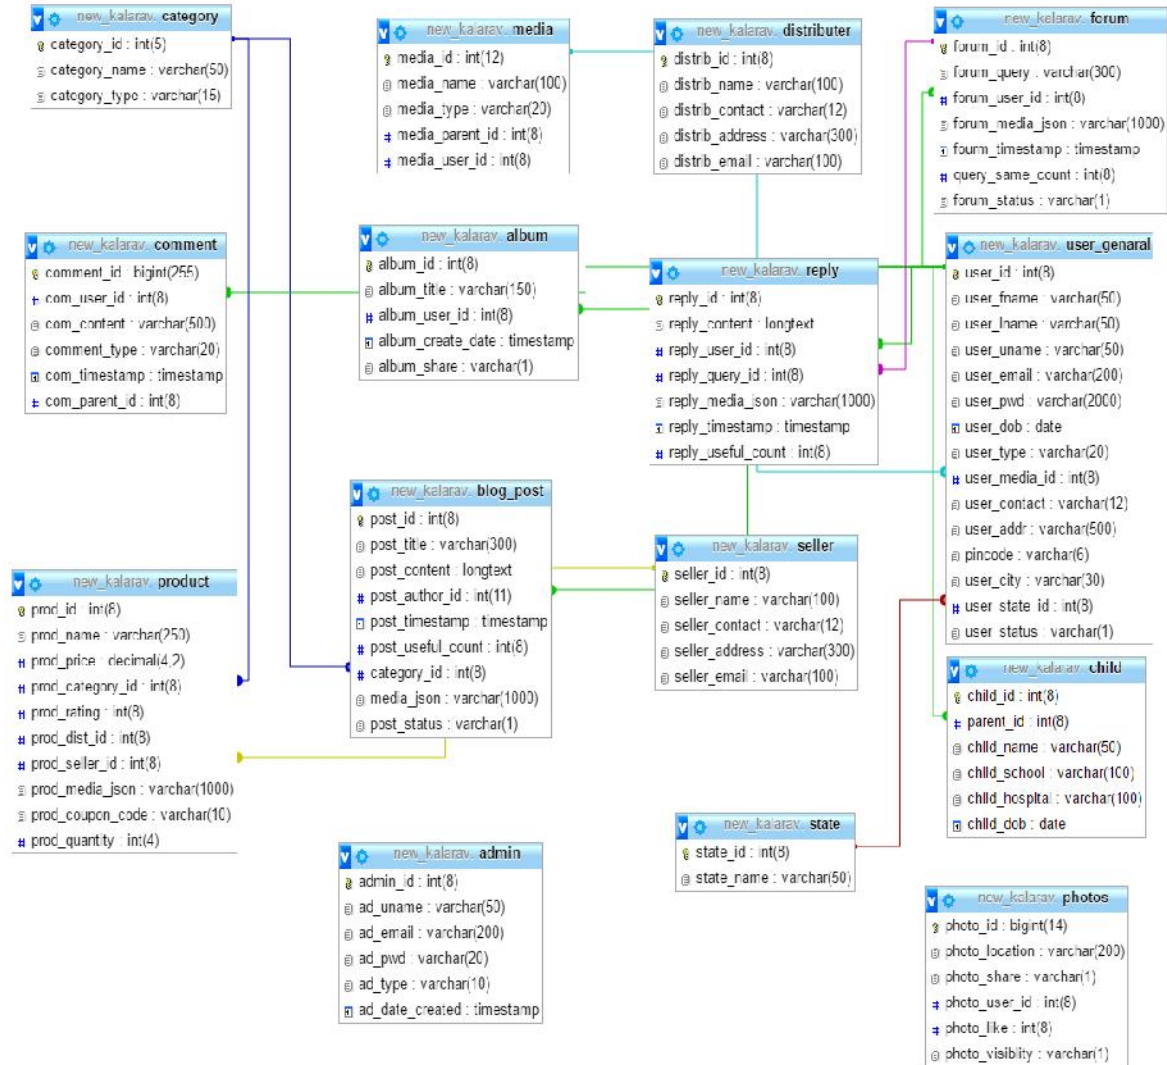 new_kalarav. category
category_id : int(5)
category_name : varchar(50)
category_type : varchar(15)
new_kalarav. media
media_id : int(12)
media_name : varchar(100)
media_type : varchar(20)
media_parent_id : int(8)
media_user_id : int(8)
new_kalarav. distributer
distrib_id : int(8)
distrib_name : varchar(100)
distrib_contact : varchar(12)
distrib_address : varchar(300)
distrib_email : varchar(100)
new_kalarav. forum
forum_id : int(8)
forum_query : varchar(300)
forum_user_id : int(8)
forum_media_json : varchar(1000)
fourm_timestamp : timestamp
query_same_count : int(8)
forum_status : varchar(1)
new_kalarav. comment
comment_id : bigint(255)
com_user_id : int(8)
com_content : varchar(500)
comment_type : varchar(20)
com_timestamp : timestamp
com_parent_id : int(8)
new_kalarav. album
album_id : int(8)
album_title : varchar(150)
album_user_id : int(8)
album_create_date : timestamp
album_share : varchar(1)
new_kalarav. reply
reply_id : int(8)
reply_content : longtext
reply_user_id : int(8)
reply_query_id : int(8)
reply_media_json : varchar(1000)
reply_timestamp : timestamp
reply_useful_count : int(8)
new_kalarav. user_genaral
user_id : int(8)
user_fname : varchar(50)
user_lname : varchar(50)
user_uname : varchar(50)
user_email : varchar(200)
user_pwd : varchar(2000)
user_dob : date
user_type : varchar(20)
user_media_id : int(8)
user_contact : varchar(12)
user_addr : varchar(500)
pincode : varchar(6)
user_city : varchar(30)
user_state_id : int(8)
user_status : varchar(1)
new_kalarav. blog_post
post_id : int(8)
post_title : varchar(300)
post_content : longtext
post_author_id : int(11)
post_timestamp : timestamp
post_useful_count : int(8)
category_id : int(8)
media_json : varchar(1000)
post_status : varchar(1)
new_kalarav. seller
seller_id : int(8)
seller_name : varchar(100)
seller_contact : varchar(12)
seller_address : varchar(300)
seller_email : varchar(100)
new_kalarav. product
prod_id : int(8)
prod_name : varchar(250)
prod_price : decimal(4,2)
prod_category_id : int(8)
prod_rating : int(8)
prod_dist_id : int(8)
prod_seller_id : int(8)
prod_media_json : varchar(1000)
prod_coupon_code : varchar(10)
prod_quantity : int(4)
new_kalarav. child
child_id : int(8)
parent_id : int(8)
child_name : varchar(50)
child_school : varchar(100)
child_hospital : varchar(100)
child_dob : date
new_kalarav. admin
admin_id : int(8)
ad_uname : varchar(50)
ad_email : varchar(200)
ad_pwd : varchar(20)
ad_type : varchar(10)
ad_date_created : timestamp
new_kalarav. state
state_id : int(8)
state_name : varchar(50)
new_kalarav. photos
photo_id : bigint(14)
photo_location : varchar(200)
photo_share : varchar(1)
photo_user_id : int(8)
photo_like : int(8)
photo_visiblity : varchar(1)